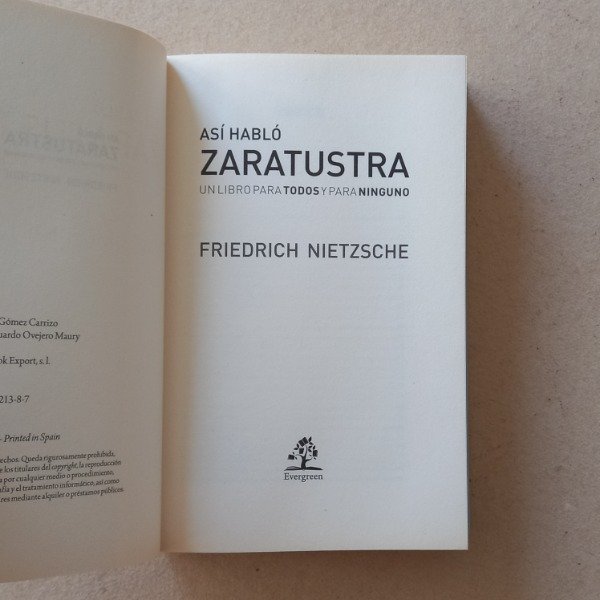 Gómez Carrizo
uardo Ovejero Maury
ok Export, s. l.
213-8-7
- Printed in Spain
echos. Queda rigurosamente prohibida,
e los titulares del copyright, la reproducción
a por cualquier medio o procedimiento,
afía y el tratamiento informático, así como
res mediante alquiler o préstamos públicos.
ASÍ HABLÓ
ZARATUSTRA
UN LIBRO PARA TODOS Y PARA NINGUNO
FRIEDRICH NIETZSCHE
Evergreen